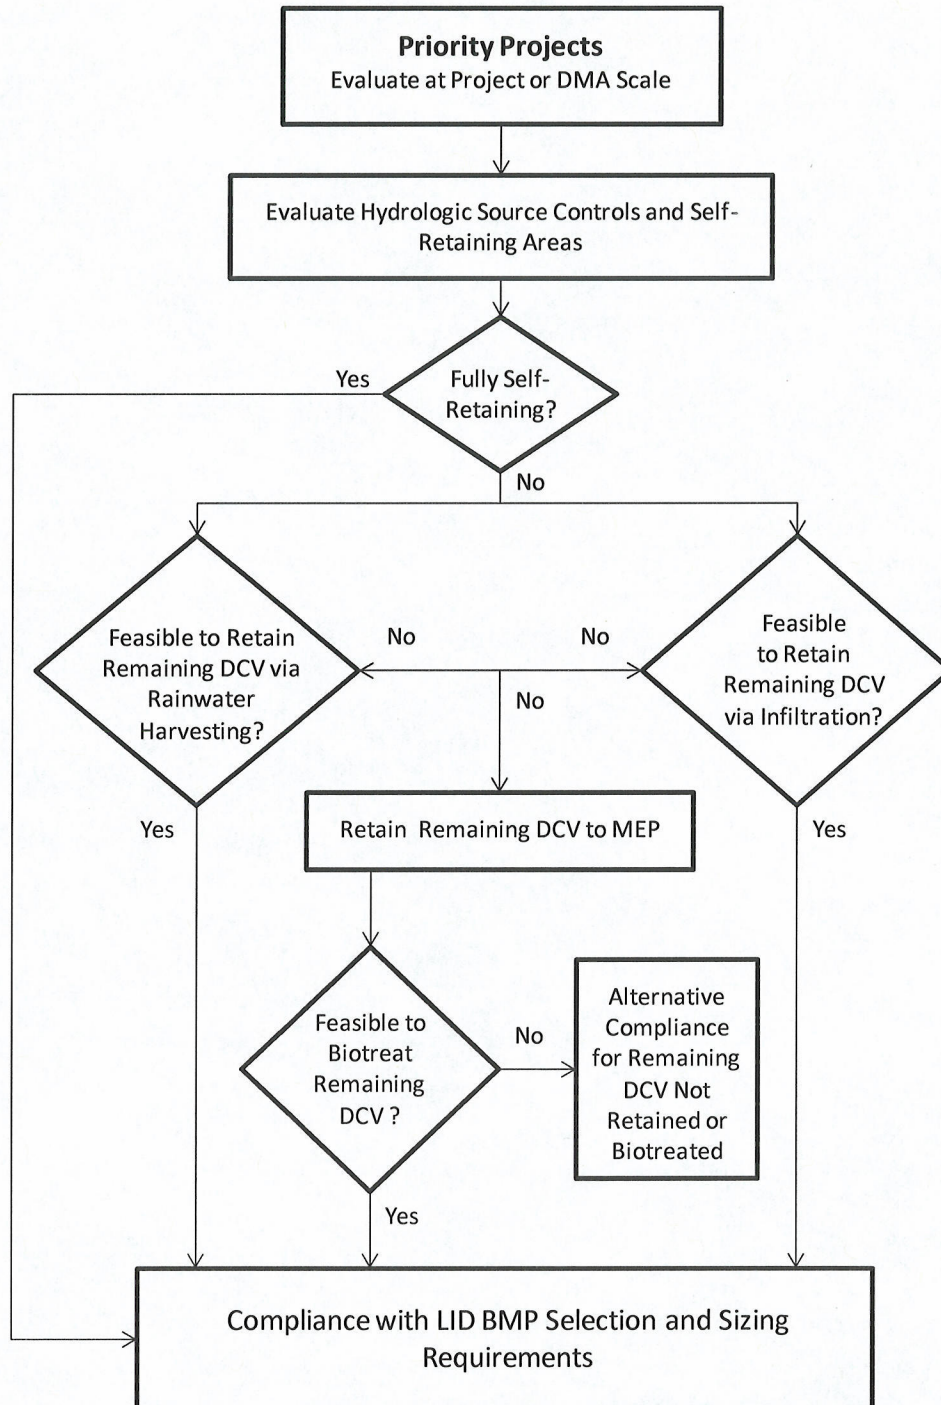 Priority Projects
Evaluate at Project or DMA Scale
Evaluate Hydrologic Source Controls and Self-
Retaining Areas
Yes
Fully Self-
Retaining?
No
Feasible to Retain
Remaining DCV via
Rainwater
Harvesting?
No
No
No
Feasible
to Retain
Remaining DCV
via Infiltration?
Yes
Retain Remaining DCV to MEP
Yes
Feasible to
Biotreat
Remaining
DCV ?
No
Alternative
Compliance
for Remaining
DCV Not
Retained or
Biotreated
Yes
Compliance with LID BMP Selection and Sizing
Requirements